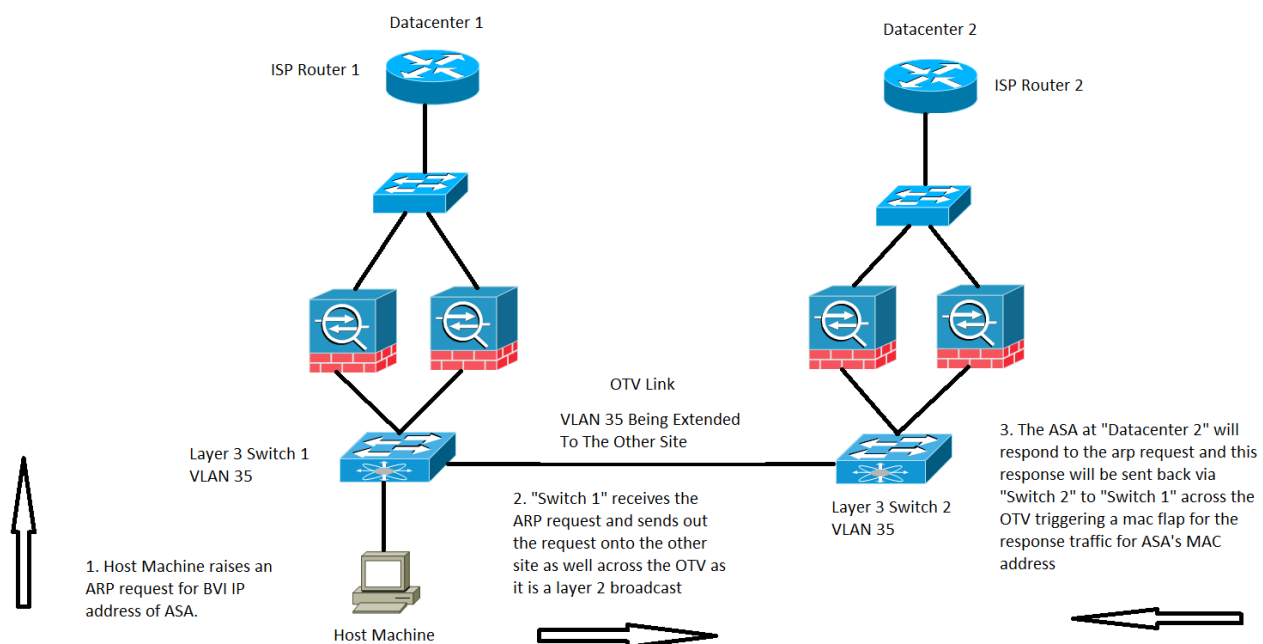 Datacenter 1
Datacenter 2
ISP Router 1
ISP Router 2
OTV Link
VLAN 35 Being Extended
To The Other Site
Layer 3 Switch 1
VLAN 35
Layer 3 Switch 2
VLAN 35
1. Host Machine raises an
ARP request for BVI IP
address of ASA.
Host Machine
2. "Switch 1" receives the
ARP request and sends out
the request onto the other
site as well across the OTV as
it is a layer 2 broadcast
3. The ASA at "Datacenter 2" will
respond to the arp request and this
response will be sent back via
"Switch 2" to "Switch 1" across the
OTV triggering a mac flap for the
response traffic for ASA's MAC
address